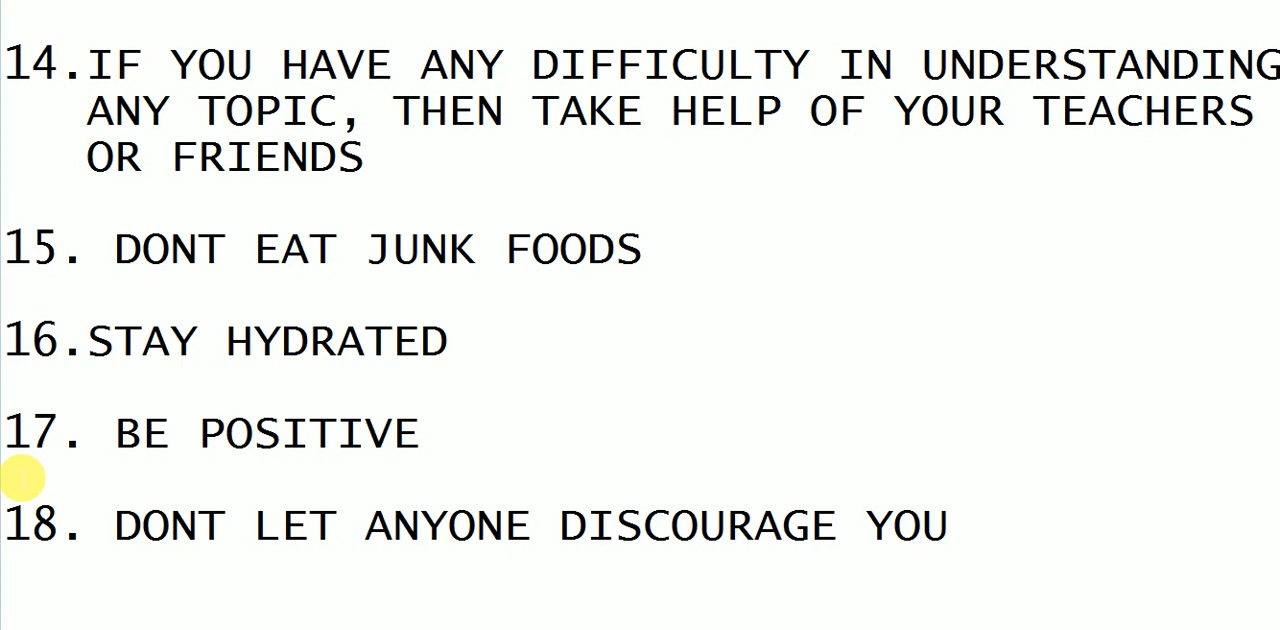 14.IF YOU HAVE ANY DIFFICULTY IN UNDERSTANDING
ANY TOPIC, THEN TAKE HELP OF YOUR TEACHERS
OR FRIENDS
15. DONT EAT JUNK FOODS
16.STAY HYDRATED
17. BE POSITIVE
18. DONT LET ANYONE DISCOURAGE YOU